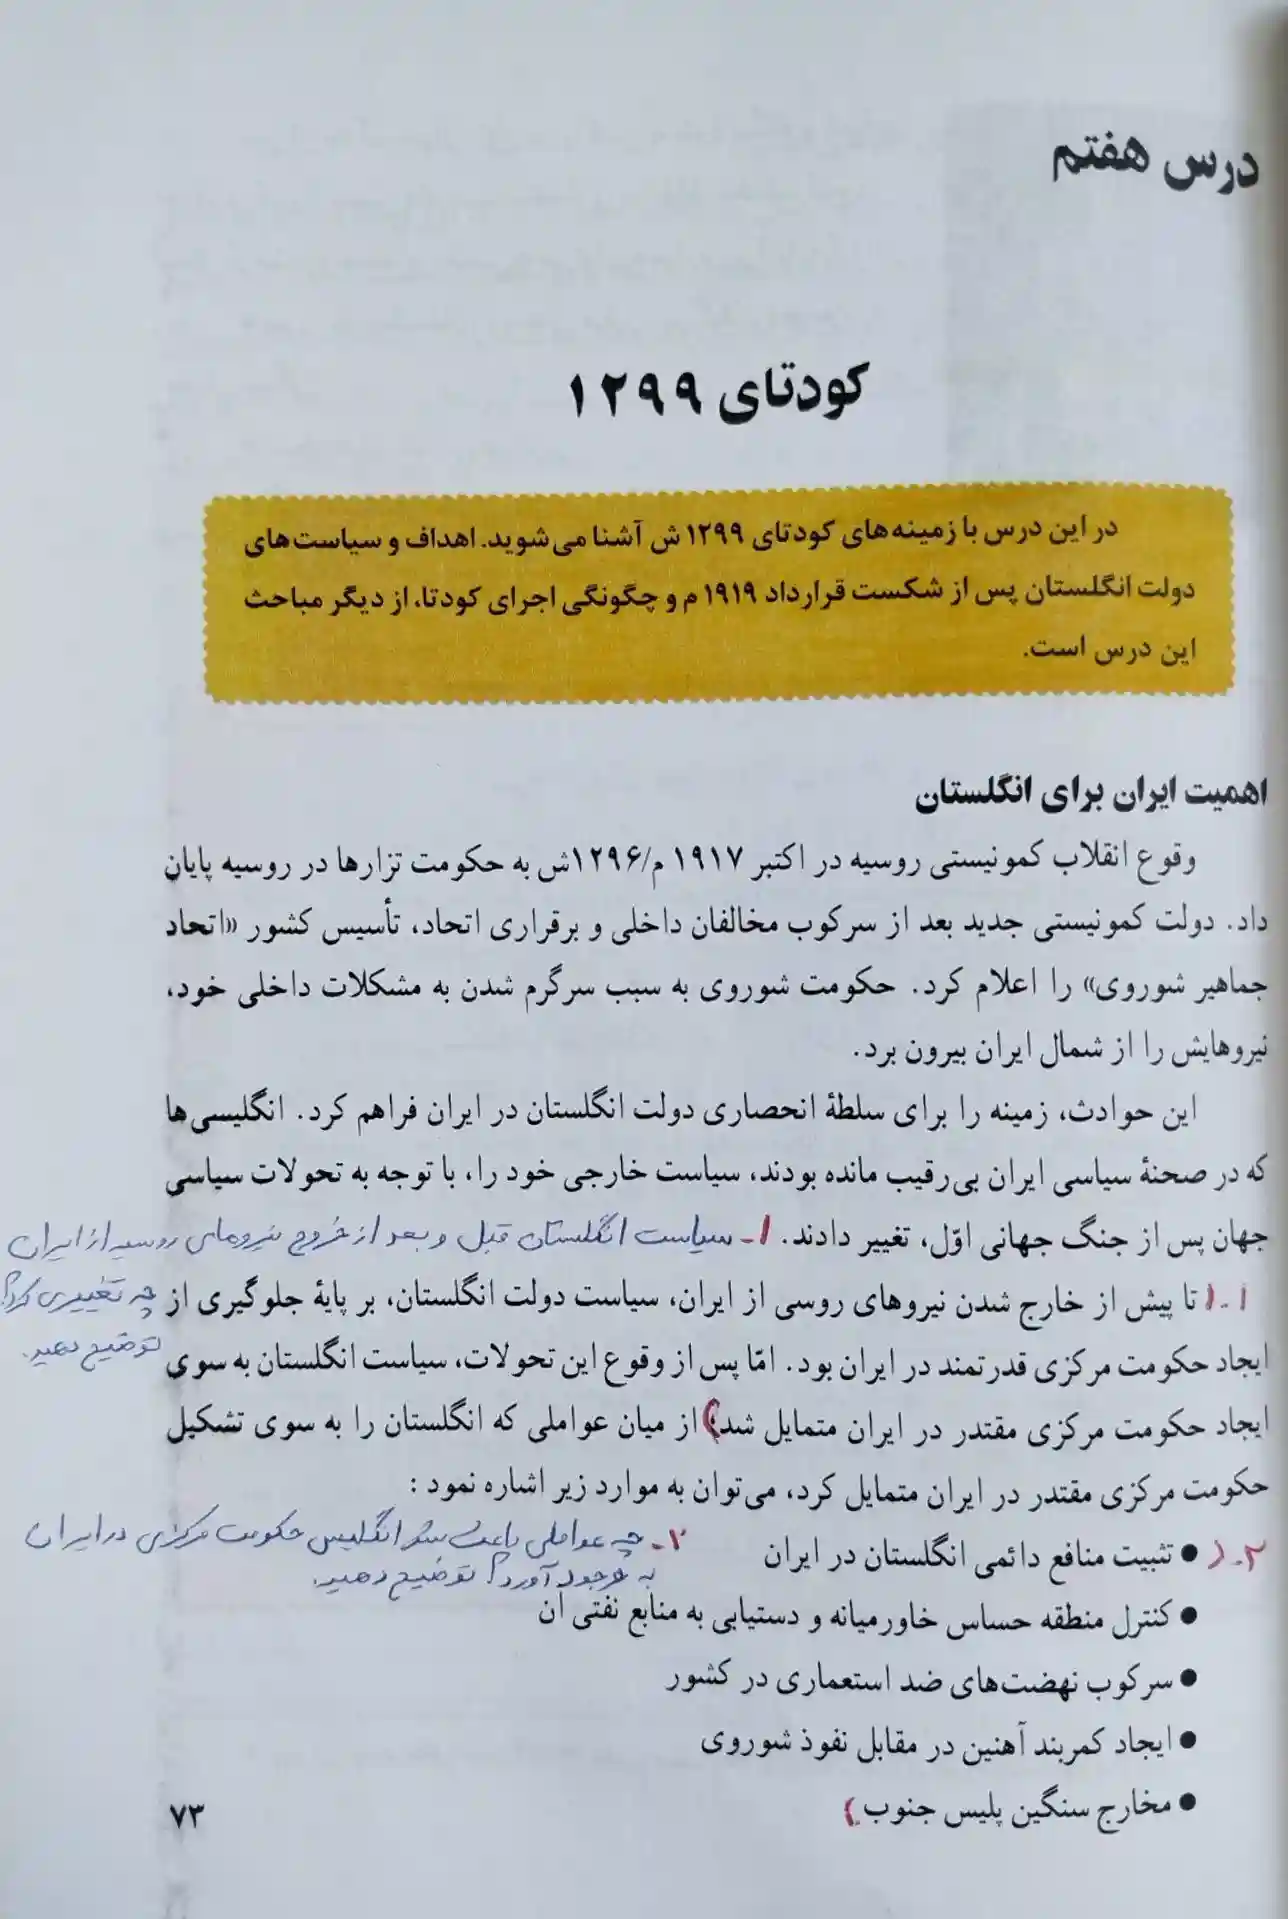 درس هفتم
کودتای ۱۲۹۹
در این درس با زمینه‌های کودتای ۱۲۹۹ ش آشنا می‌شوید. اهداف و سیاست‌های
دولت انگلستان پس از شکست قرارداد ۱۹۱۹ م و چگونگی اجرای کودتا، از دیگر مباحث
این درس است.
اهمیت ایران برای انگلستان
وقوع انقلاب کمونیستی روسیه در اکتبر ۱۹۱۷ م/۱۲۹۶ش به حکومت تزارها در روسیه پایان
داد. دولت کمونیستی جدید بعد از سرکوب مخالفان داخلی و برقراری اتحاد، تأسیس کشور «اتحاد
جماهیر شوروی» را اعلام کرد. حکومت شوروی به سبب سرگرم شدن به مشکلات داخلی خود،
نیروهایش را از شمال ایران بیرون برد.
این حوادث، زمینه را برای سلطهٔ انحصاری دولت انگلستان در ایران فراهم کرد. انگلیسی‌ها
که در صحنهٔ سیاسی ایران بی‌رقیب مانده بودند، سیاست خارجی خود را، با توجه به تحولات سیاسی
جهان پس از جنگ جهانی اوّل، تغییر دادند. ۱- سیاست انگلستان قبل و بعد از خروج نیروهای روسیه از ایران
چه تغییری کرد؟
توضیح دهید.
۱-( تا پیش از خارج شدن نیروهای روسی از ایران، سیاست دولت انگلستان، بر پایهٔ جلوگیری از
ایجاد حکومت مرکزی قدرتمند در ایران بود. امّا پس از وقوع این تحولات، سیاست انگلستان به سوی
ایجاد حکومت مرکزی مقتدر در ایران متمایل شد؛) از میان عواملی که انگلستان را به سوی تشکیل
حکومت مرکزی مقتدر در ایران متمایل کرد، می‌توان به موارد زیر اشاره نمود :
۲- چه عواملی باعث شد انگلیس حکومت مرکزی در ایران
به وجود آورد؟ توضیح دهید.
۲-( ● تثبیت منافع دائمی انگلستان در ایران
● کنترل منطقه حساس خاورمیانه و دستیابی به منابع نفتی آن
● سرکوب نهضت‌های ضد استعماری در کشور
● ایجاد کمربند آهنین در مقابل نفوذ شوروی
● مخارج سنگین پلیس جنوب )
۷۳